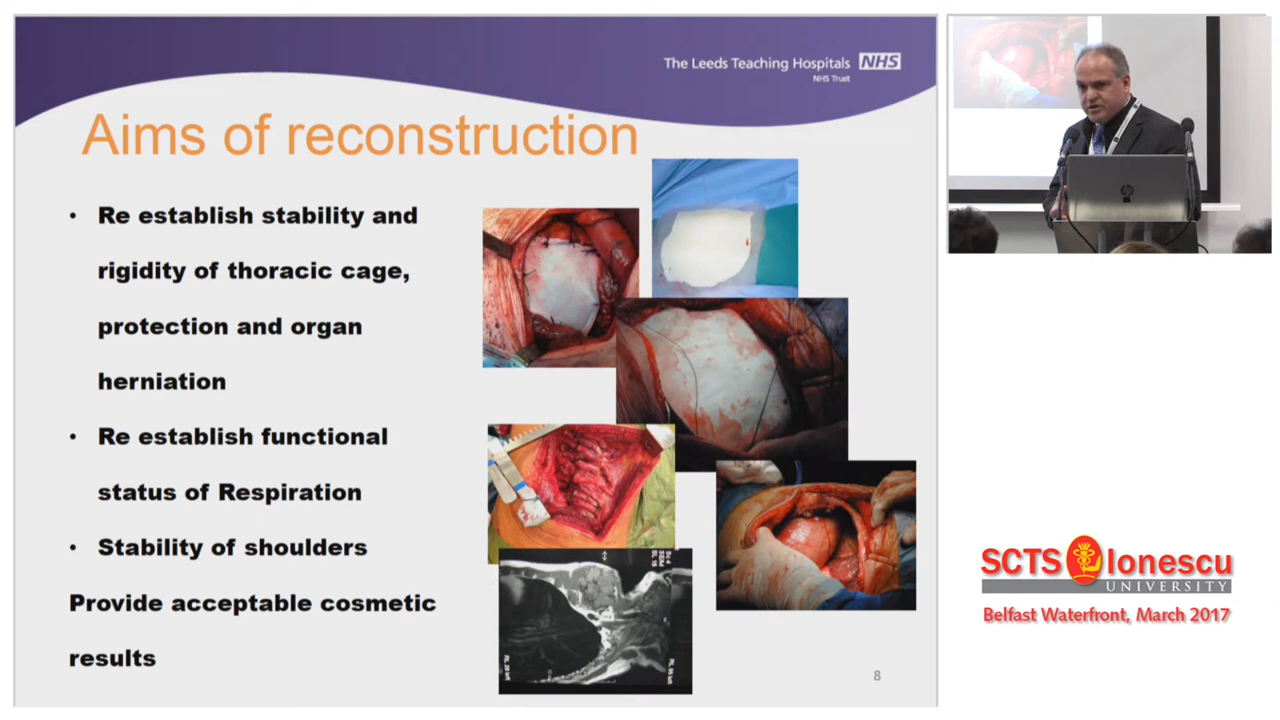 The Leeds Teaching Hospitals NHS
NHS Trust
Aims of reconstruction
• Re establish stability and
rigidity of thoracic cage,
protection and organ
herniation
• Re establish functional
status of Respiration
• Stability of shoulders
Provide acceptable cosmetic
results
8
SCTS Ionescu
UNIVERSITY
Belfast Waterfront, March 2017